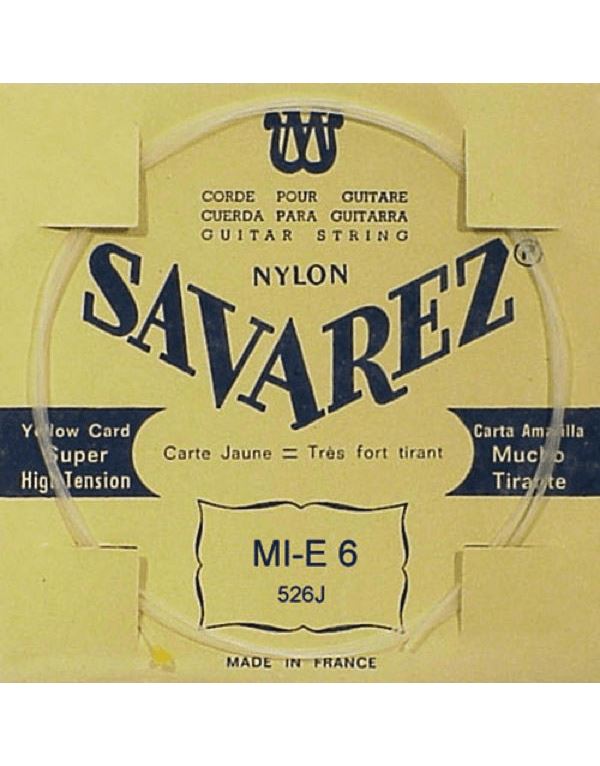 CORDE POUR GUITARE
CUERDA PARA GUITARRA
GUITAR STRING
NYLON
SAVAREZ®
Yellow Card
Super
High Tension
Carte Jaune = Très fort tirant
Carta Amarilla
Mucho
Tirante
MI-E 6
526J
MADE IN FRANCE